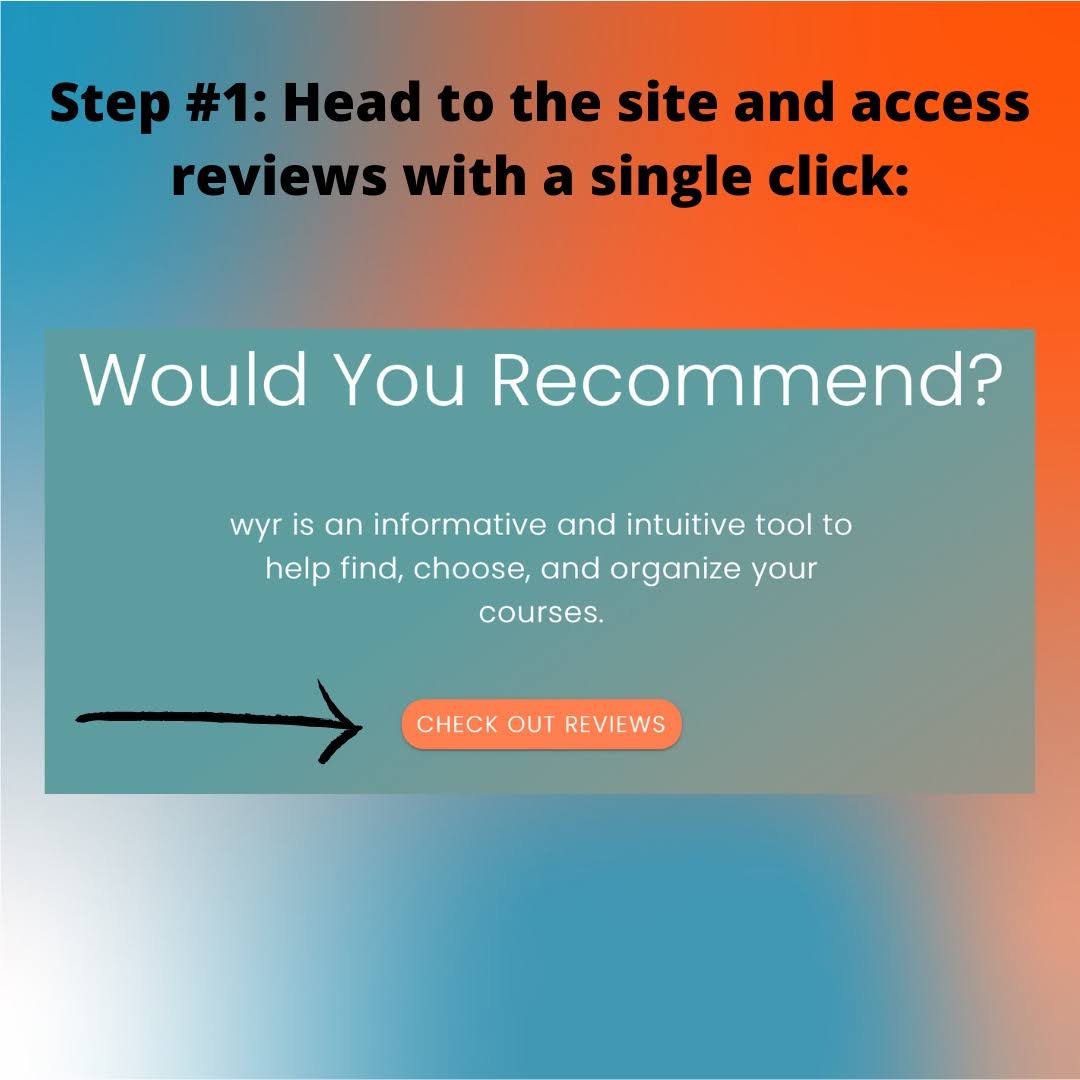 Step #1: Head to the site and access
reviews with a single click:
Would You Recommend?
wyr is an informative and intuitive tool to
help find, choose, and organize your
courses.
CHECK OUT REVIEWS